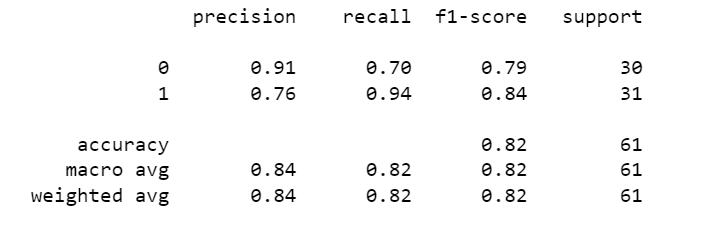 precision recall f1-score support
0 0.91 0.70 0.79 30
1 0.76 0.94 0.84 31
accuracy 0.82 61
macro avg 0.84 0.82 0.82 61
weighted avg 0.84 0.82 0.82 61